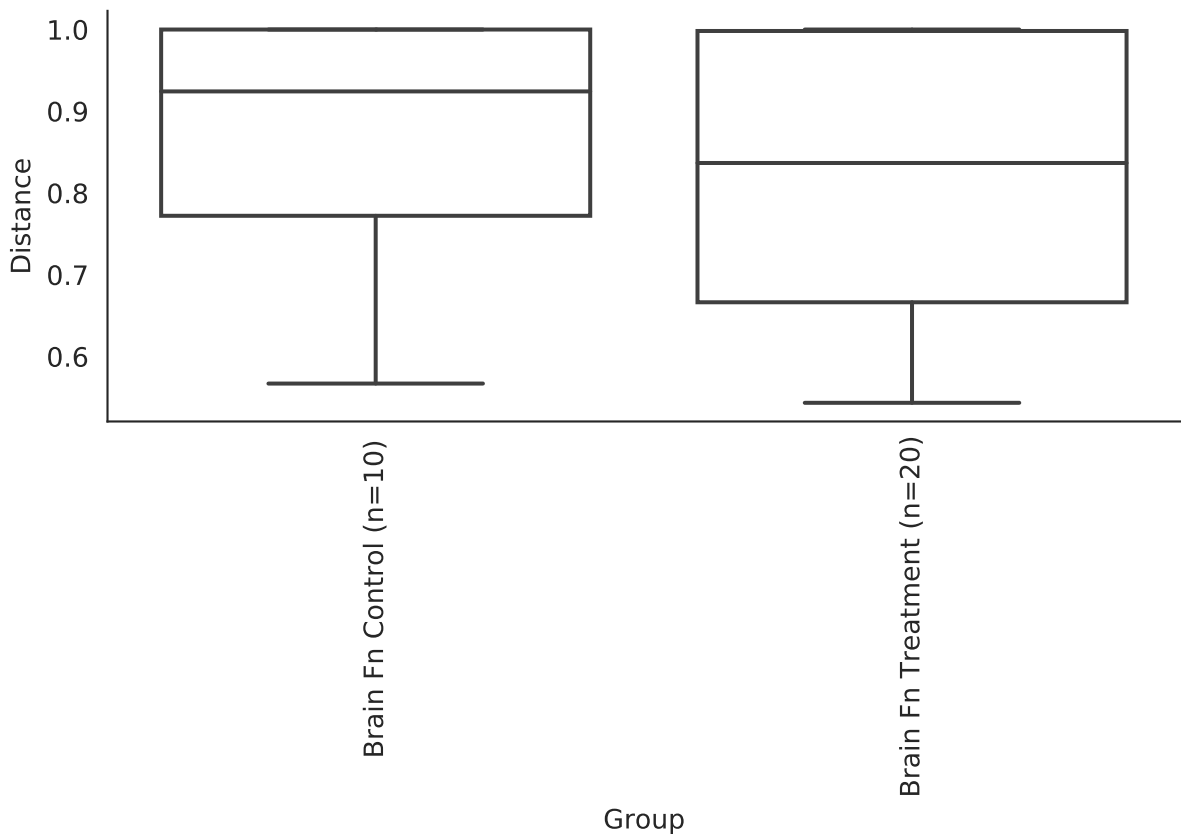 1.0
0.9
0.8
0.7
0.6
Distance
Brain Fn Control (n=10)
Brain Fn Treatment (n=20)
Group